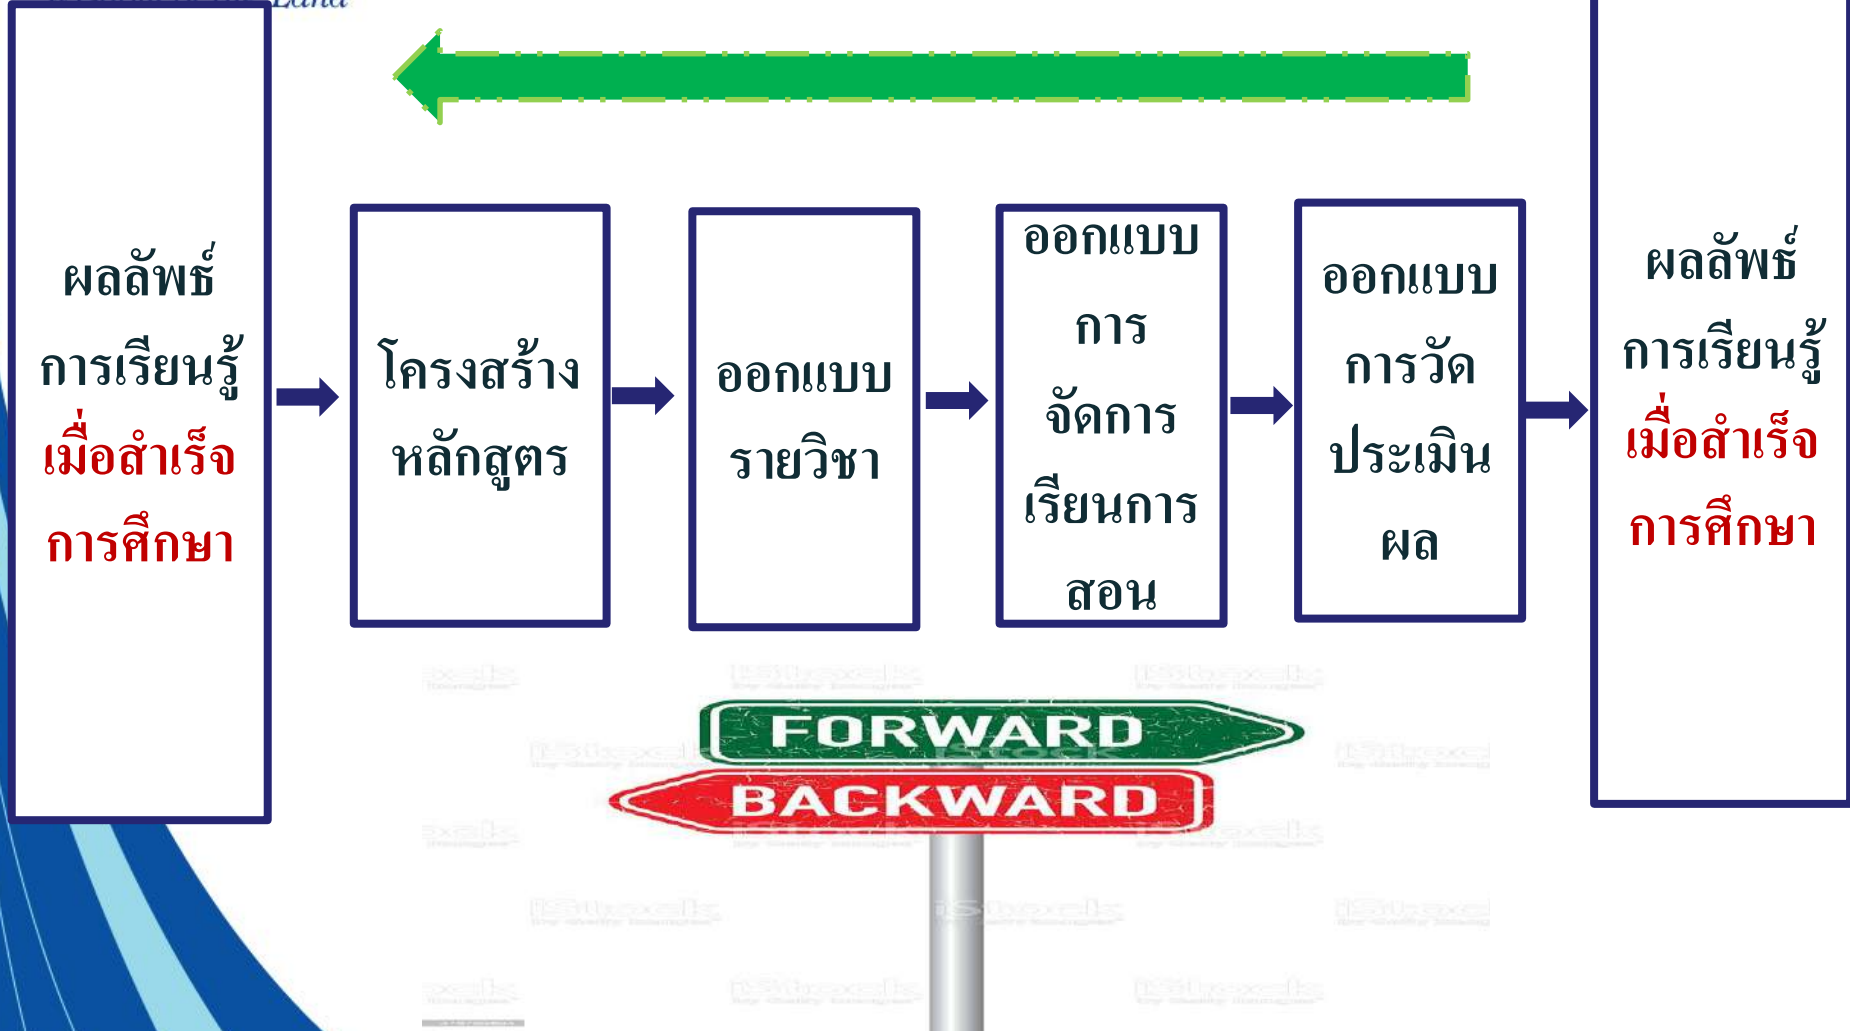 Land
ผลลัพธ์
การเรียนรู้
เมื่อสำเร็จ
การศึกษา
โครงสร้าง
หลักสูตร
ออกแบบ
รายวิชา
ออกแบบ
การ
จัดการ
เรียนการ
สอน
ออกแบบ
การวัด
ประเมิน
ผล
ผลลัพธ์
การเรียนรู้
เมื่อสำเร็จ
การศึกษา
FORWARD
BACKWARD
iStock